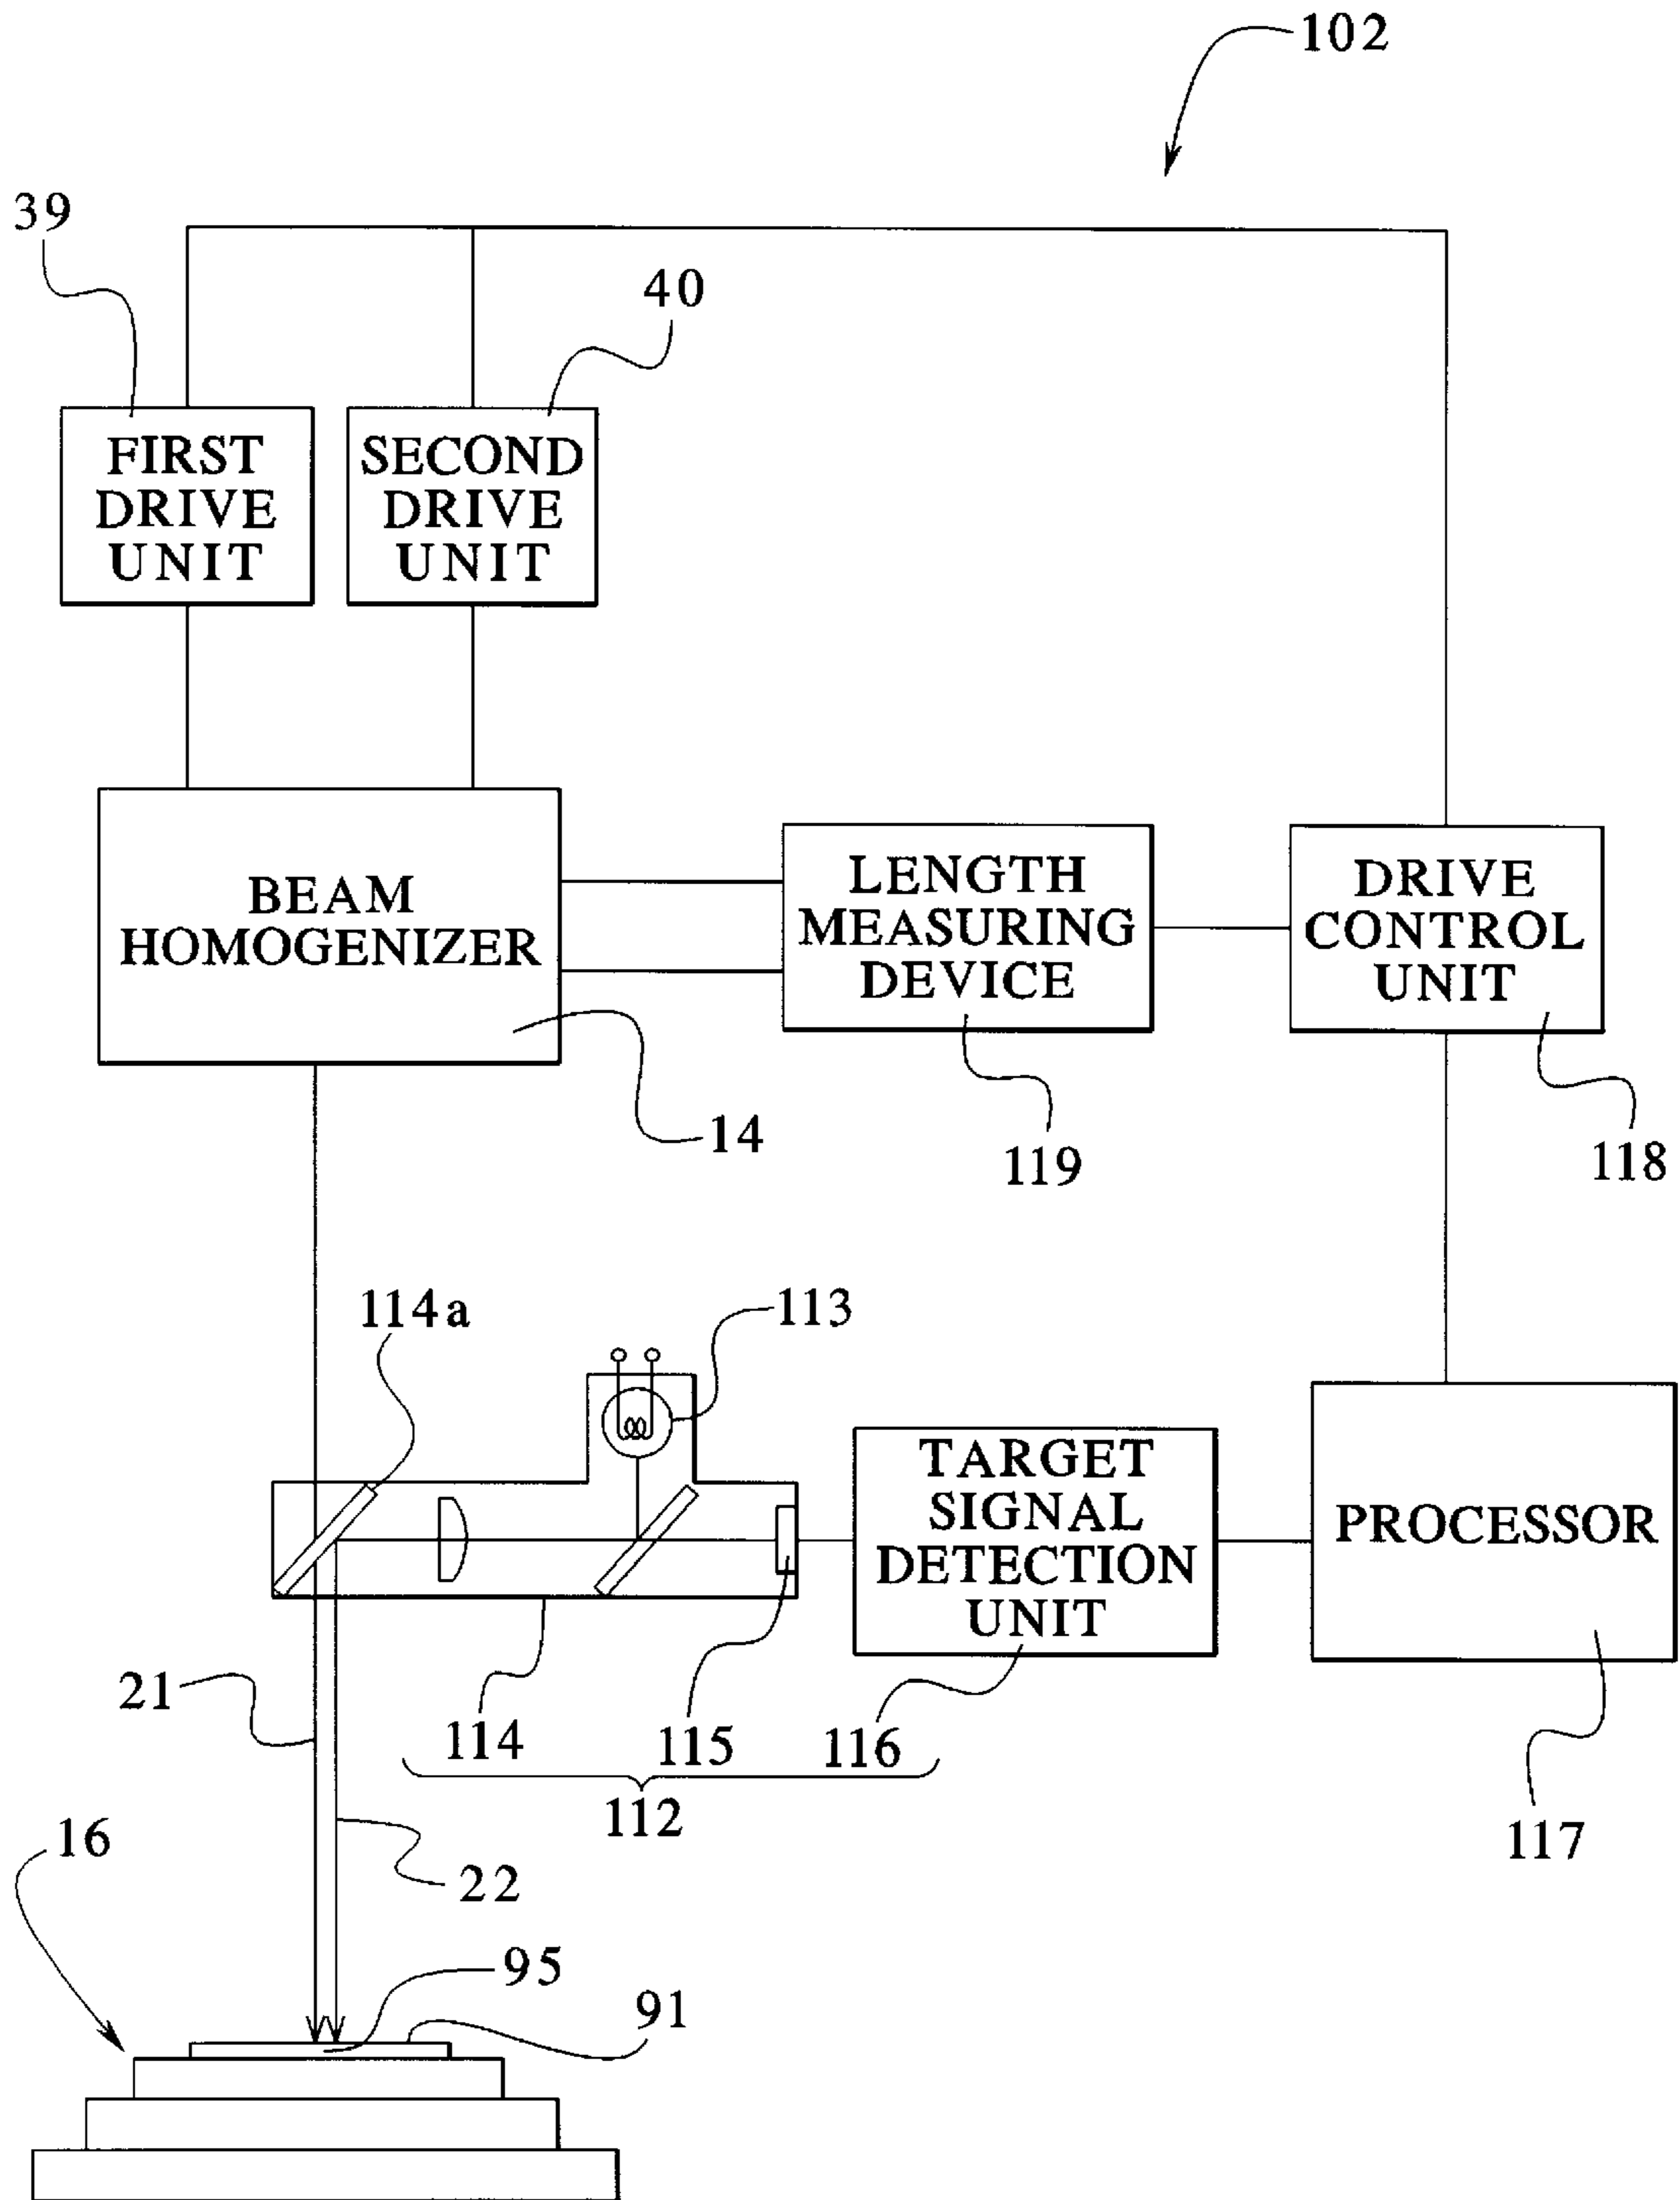 102
39
40
FIRST
DRIVE
UNIT
SECOND
DRIVE
UNIT
BEAM
HOMOGENIZER
LENGTH
MEASURING
DEVICE
DRIVE
CONTROL
UNIT
14
119
118
114a
113
TARGET
SIGNAL
DETECTION
UNIT
PROCESSOR
21
114
115
116
112
117
16
22
95
91